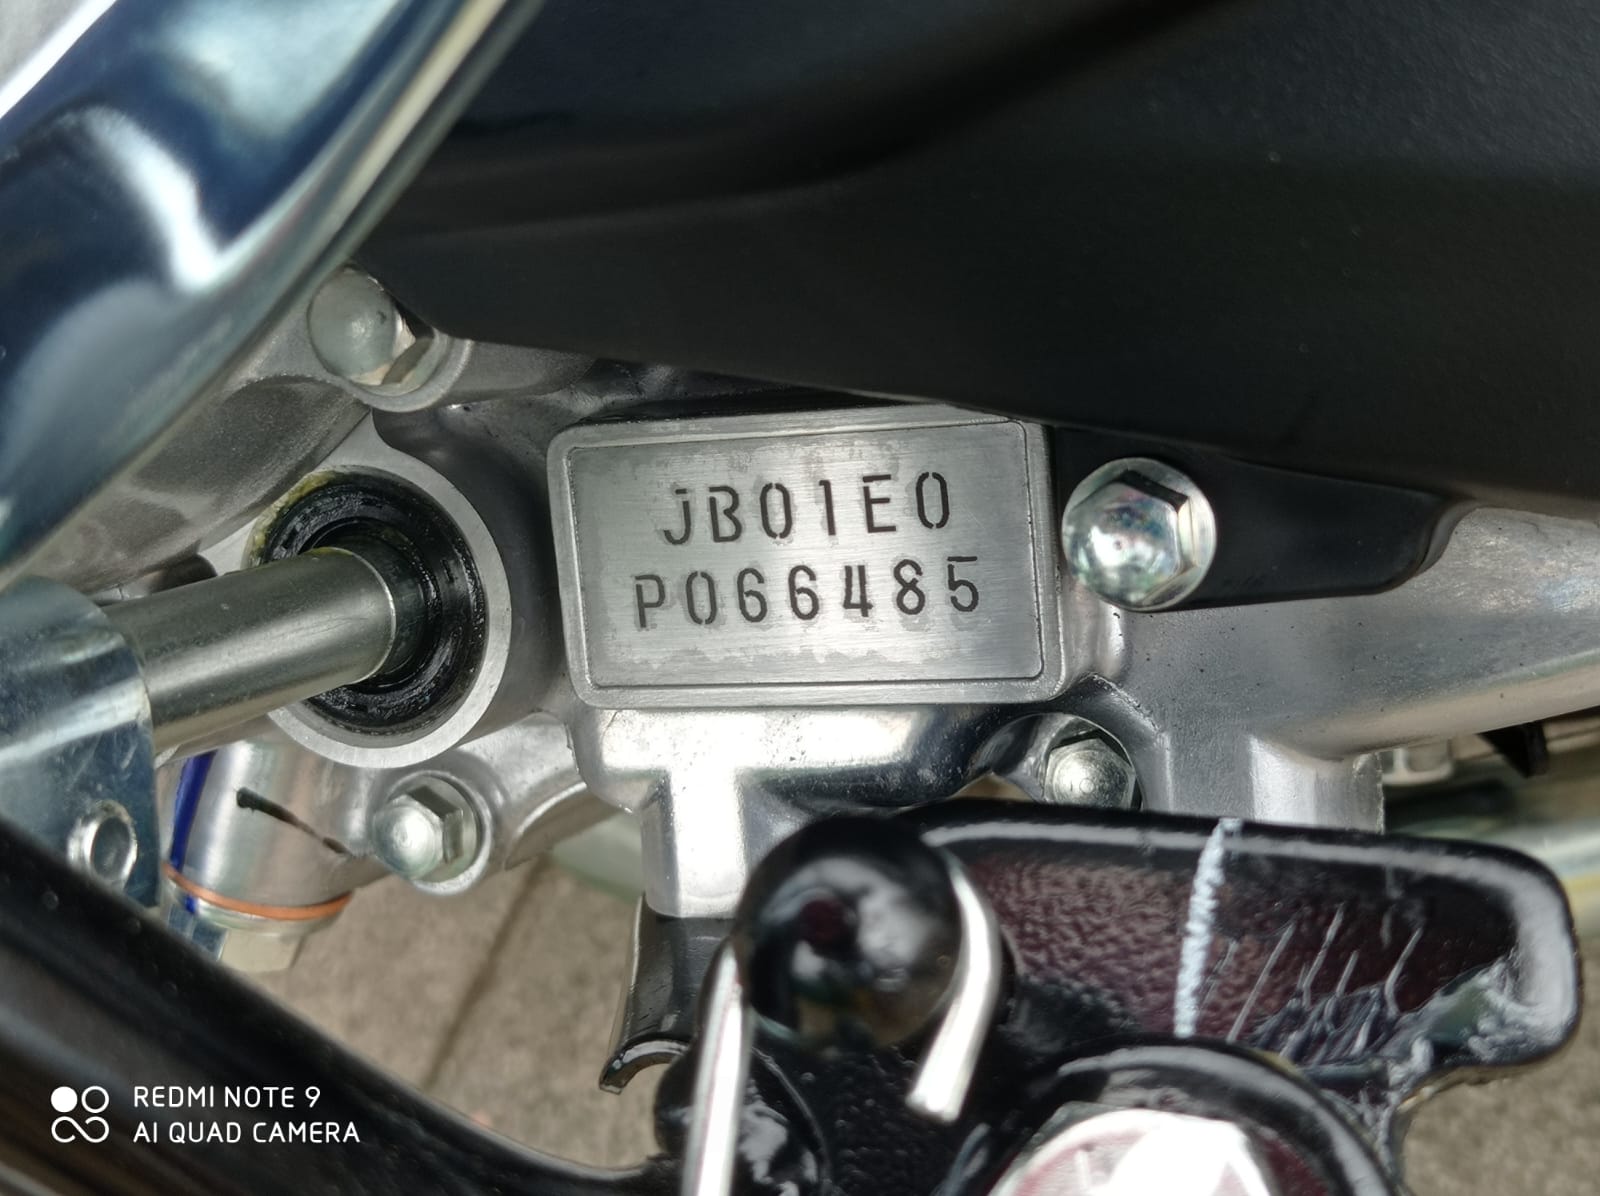 JB01E0
P066485
REDMI NOTE 9
AI QUAD CAMERA